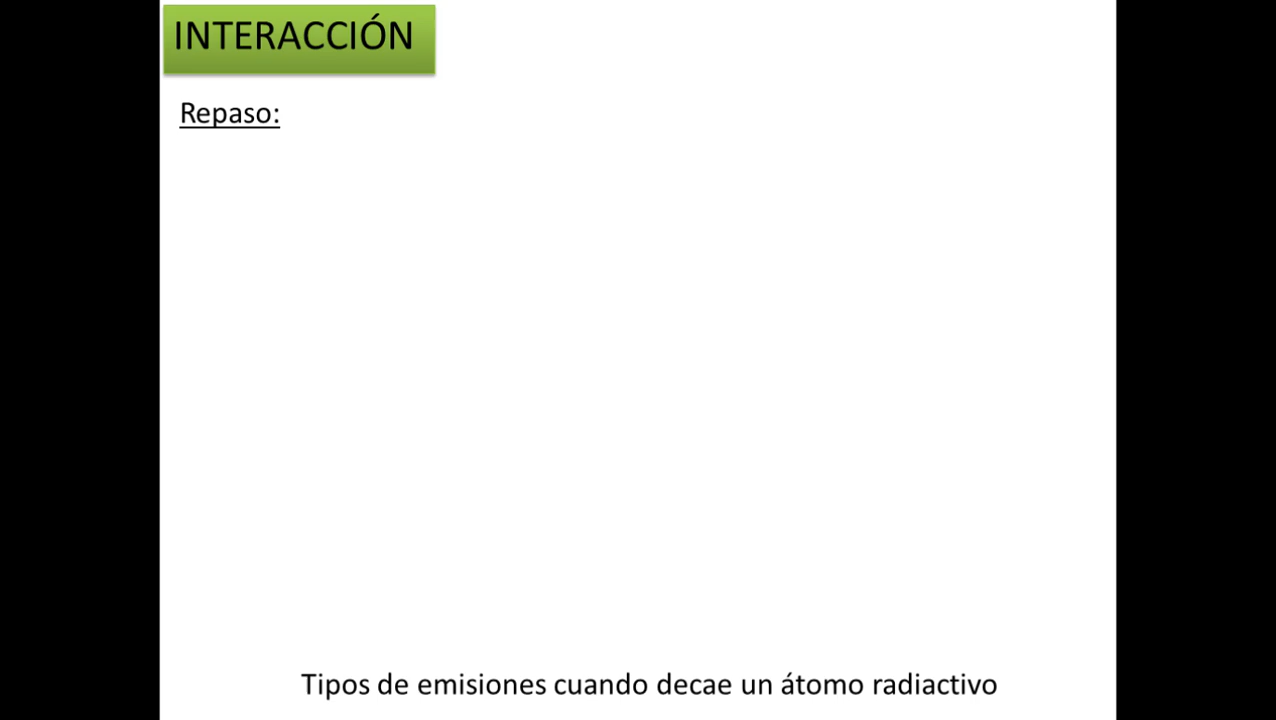 INTERACCIÓN
Repaso:
Tipos de emisiones cuando decae un átomo radiactivo